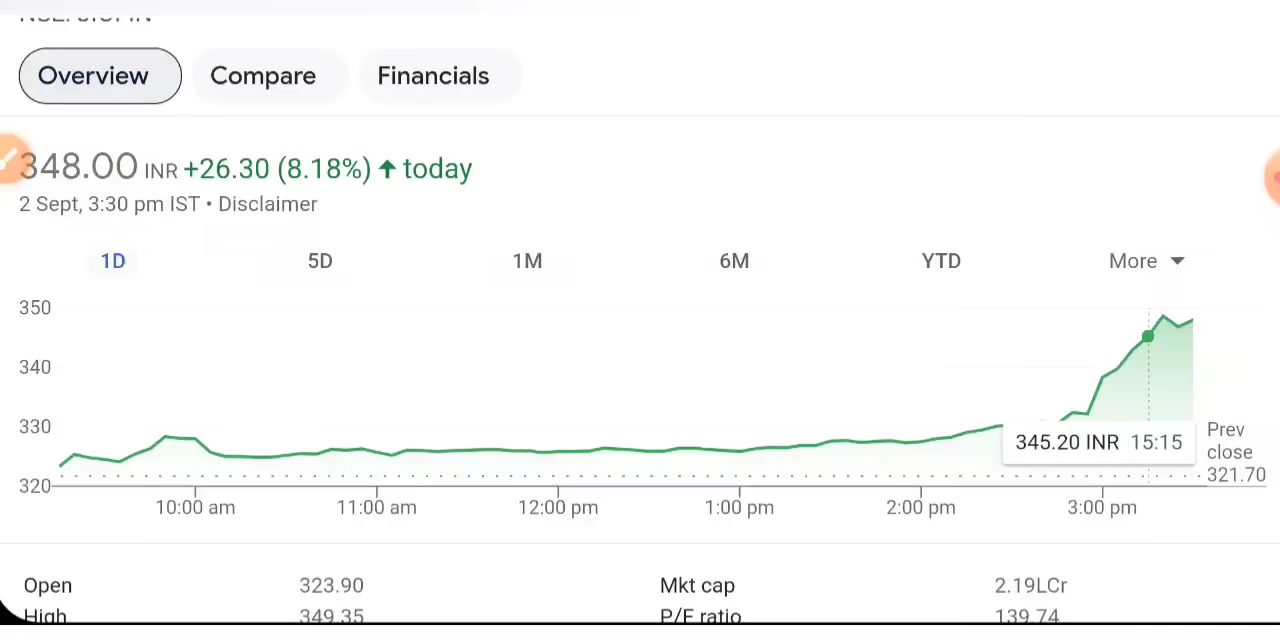 Overview Compare Financials
348.00 INR +26.30 (8.18%) ↑ today
2 Sept, 3:30 pm IST • Disclaimer
1D 5D 1M 6M YTD More
350
340
330
320
345.20 INR 15:15
Prev
close
321.70
10:00 am 11:00 am 12:00 pm 1:00 pm 2:00 pm 3:00 pm
Open 323.90 Mkt cap 2.19LCr
High 349.35 P/E ratio 139.74